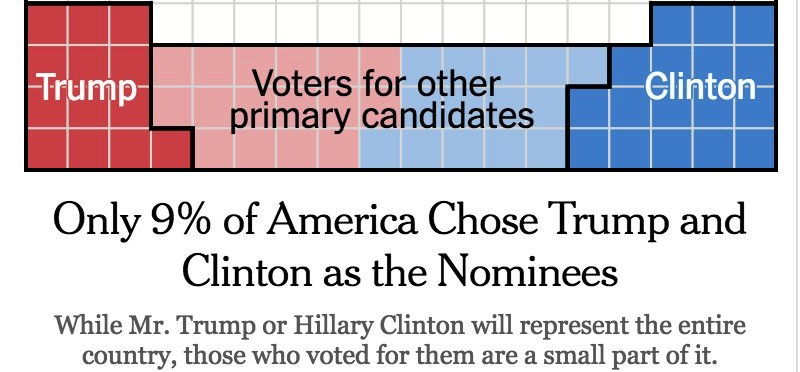 Trump
Voters for other
primary candidates
Clinton
Only 9% of America Chose Trump and
Clinton as the Nominees
While Mr. Trump or Hillary Clinton will represent the entire
country, those who voted for them are a small part of it.